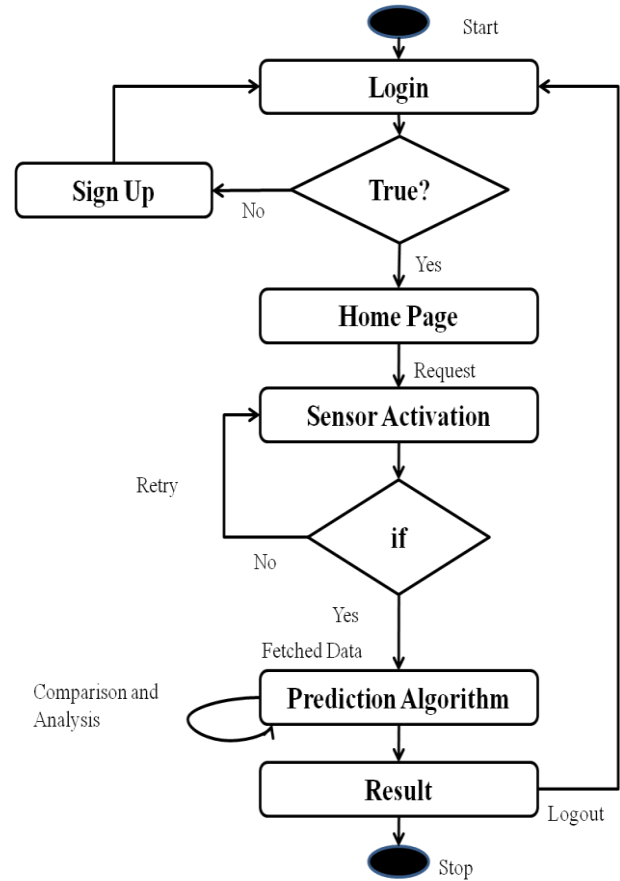 Start
Login
True?
Sign Up
No
Yes
Home Page
Request
Sensor Activation
Retry
if
No
Yes
Fetched Data
Comparison and
Analysis
Prediction Algorithm
Result
Logout
Stop